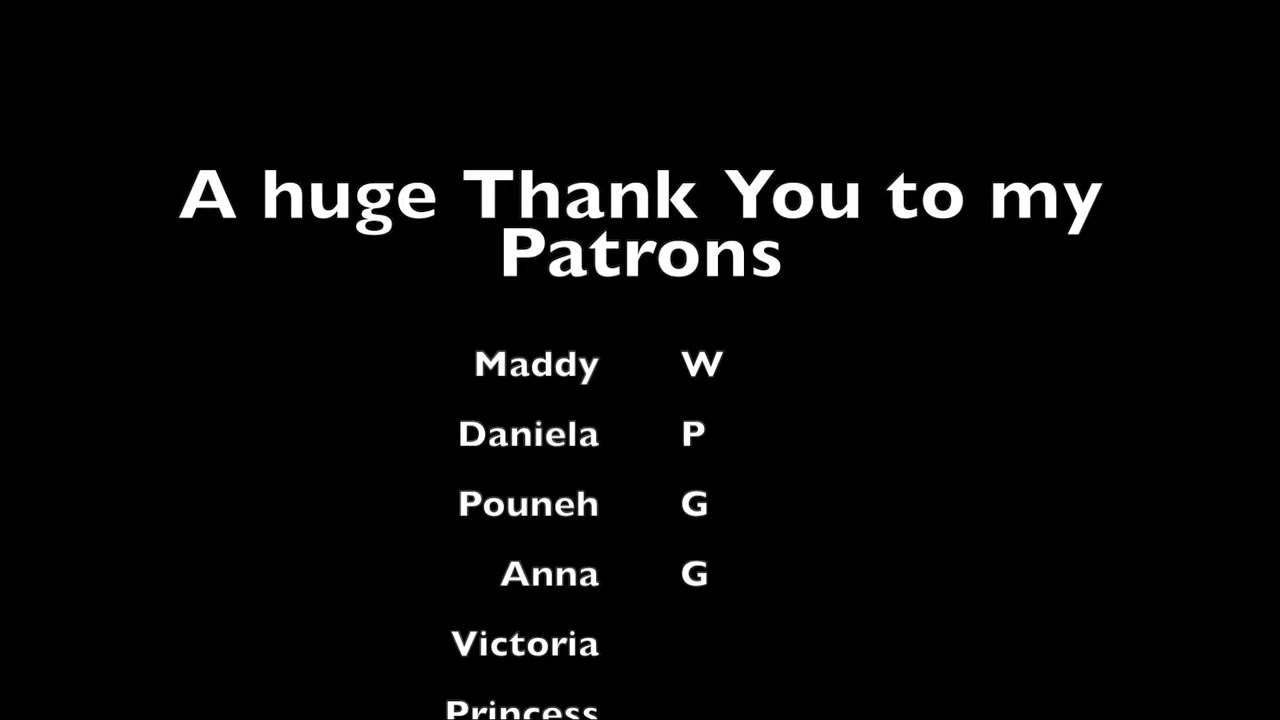 A huge Thank You to my
Patrons
Maddy W
Daniela P
Pouneh G
Anna G
Victoria
Princess